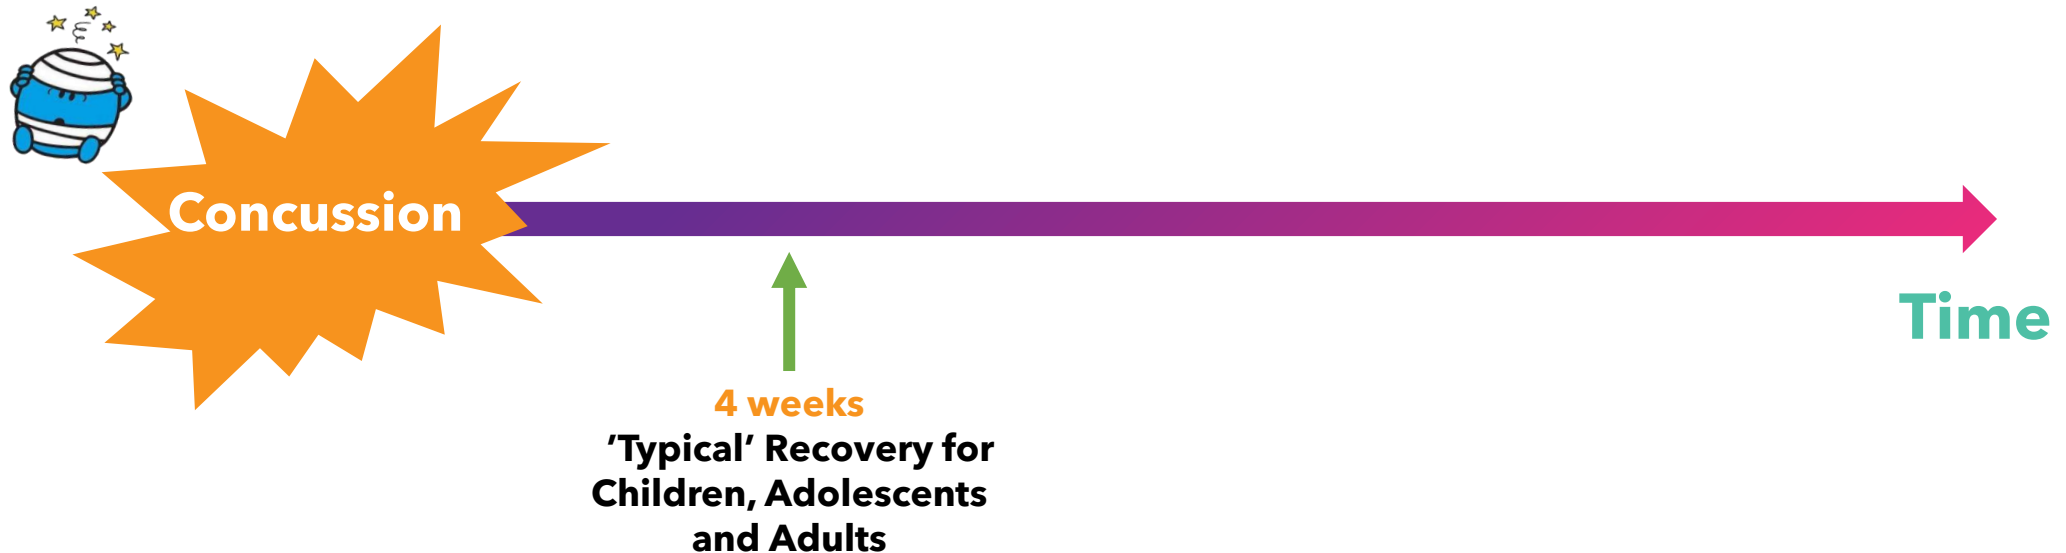 Concussion
Time
4 weeks
’Typical’ Recovery for
Children, Adolescents
and Adults